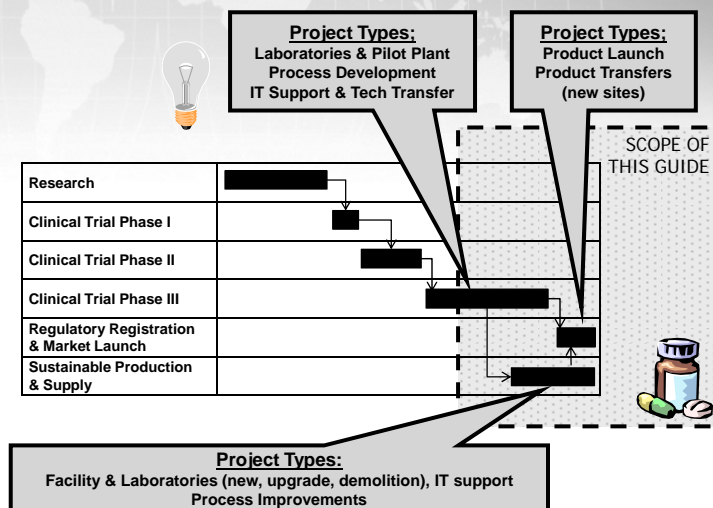 Project Types;
Laboratories & Pilot Plant
Process Development
IT Support & Tech Transfer
Project Types;
Product Launch
Product Transfers
(new sites)
SCOPE OF
THIS GUIDE
Research
Clinical Trial Phase I
Clinical Trial Phase II
Clinical Trial Phase III
Regulatory Registration
& Market Launch
Sustainable Production
& Supply
Project Types:
Facility & Laboratories (new, upgrade, demolition), IT support
Process Improvements